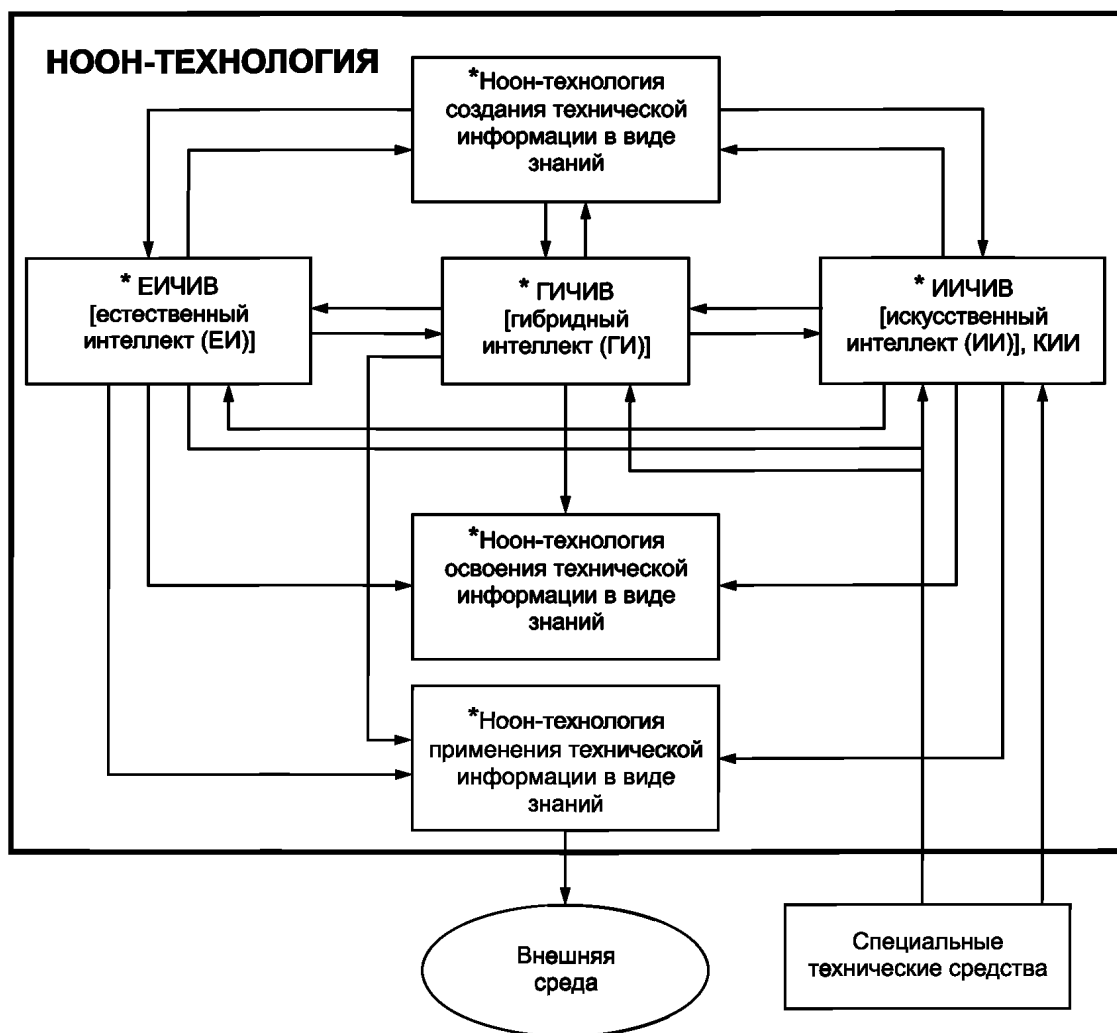 НООН-ТЕХНОЛОГИЯ
*Ноон-технология
создания технической
информации в виде
знаний
* ЕИЧИВ
[естественный
интеллект (ЕИ)]
* ГИЧИВ
[гибридный
интеллект (ГИ)]
* ИИЧИВ
[искусственный
интеллект (ИИ)], КИИ
*Ноон-технология
освоения технической
информации в виде
знаний
*Ноон-технология
применения технической
информации в виде
знаний
Внешняя
среда
Специальные
технические средства